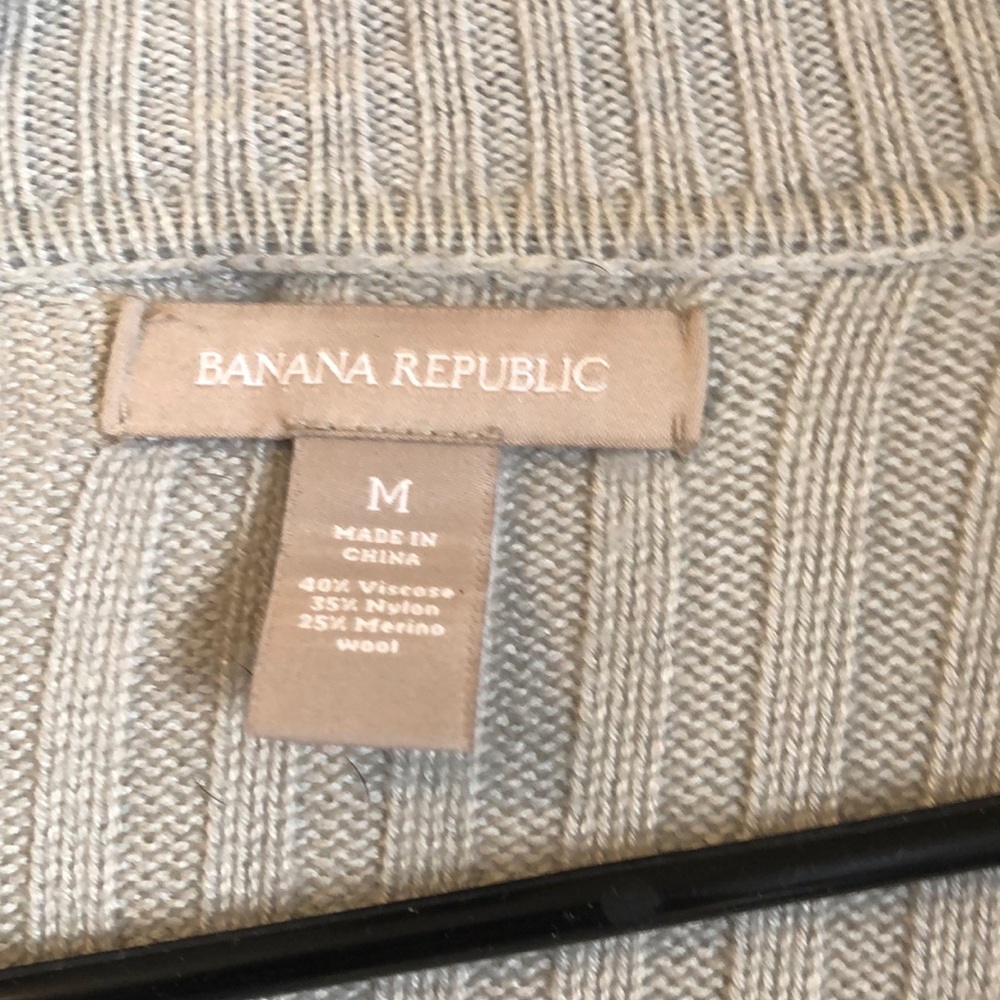 BANANA REPUBLIC
M
MADE IN
CHINA
40% Viscose
35% Nylon
25% Merino
wool